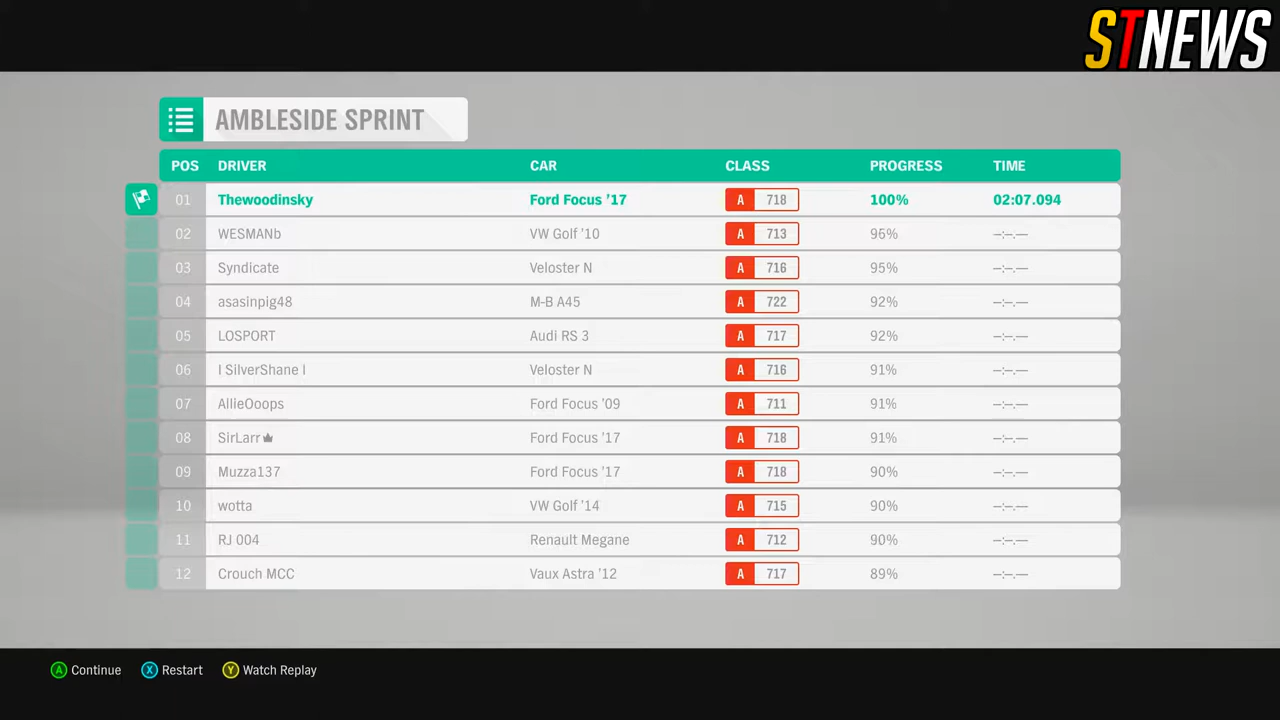 STNEWS
AMBLESIDE SPRINT
POS DRIVER CAR CLASS PROGRESS TIME
01 Thewoodinsky Ford Focus '17 A 718 100% 02:07.094
02 WESMANb VW Golf '10 A 713 96% --:--.---
03 Syndicate Veloster N A 716 95% --:--.---
04 asasinpig48 M-B A45 A 722 92% --:--.---
05 LOSPORT Audi RS 3 A 717 92% --:--.---
06 I SilverShane I Veloster N A 716 91% --:--.---
07 AllieOoops Ford Focus '09 A 711 91% --:--.---
08 SirLarr Ford Focus '17 A 718 91% --:--.---
09 Muzza137 Ford Focus '17 A 718 90% --:--.---
10 wotta VW Golf '14 A 715 90% --:--.---
11 RJ 004 Renault Megane A 712 90% --:--.---
12 Crouch MCC Vaux Astra '12 A 717 89% --:--.---
A Continue X Restart Y Watch Replay